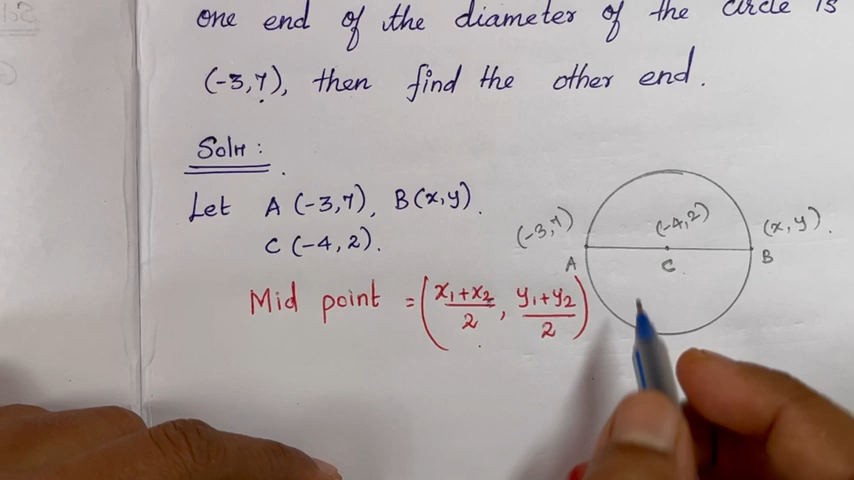 one end of the diameter of the circle is
(-3,7), then find the other end.
Soln :
Let A (-3,7), B(x,y).
C (-4,2).
(-3,7)
(-4,2)
(x,y).
A
C
B
Mid point = (x₁+x₂/2, y₁+y₂/2)